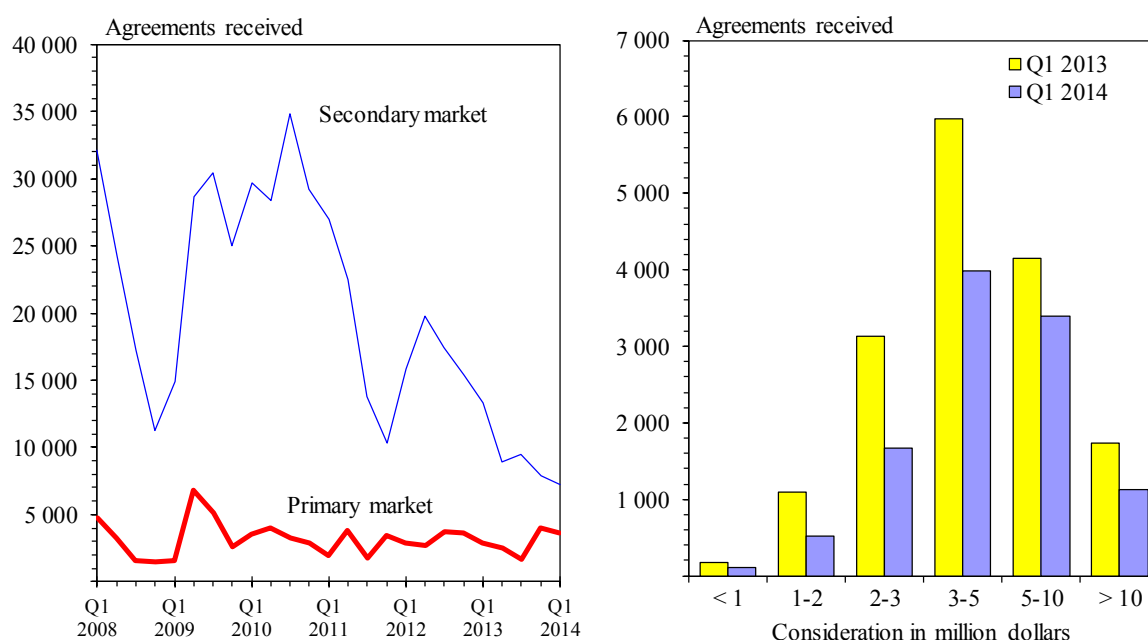 Agreements received
40 000
35 000
30 000
25 000
20 000
15 000
10 000
5 000
Secondary market
Primary market
Q1 Q1 Q1 Q1 Q1 Q1 Q1
2008 2009 2010 2011 2012 2013 2014
Agreements received
7 000
6 000
5 000
4 000
3 000
2 000
1 000
Q1 2013
Q1 2014
< 1 1-2 2-3 3-5 5-10 > 10
Consideration in million dollars